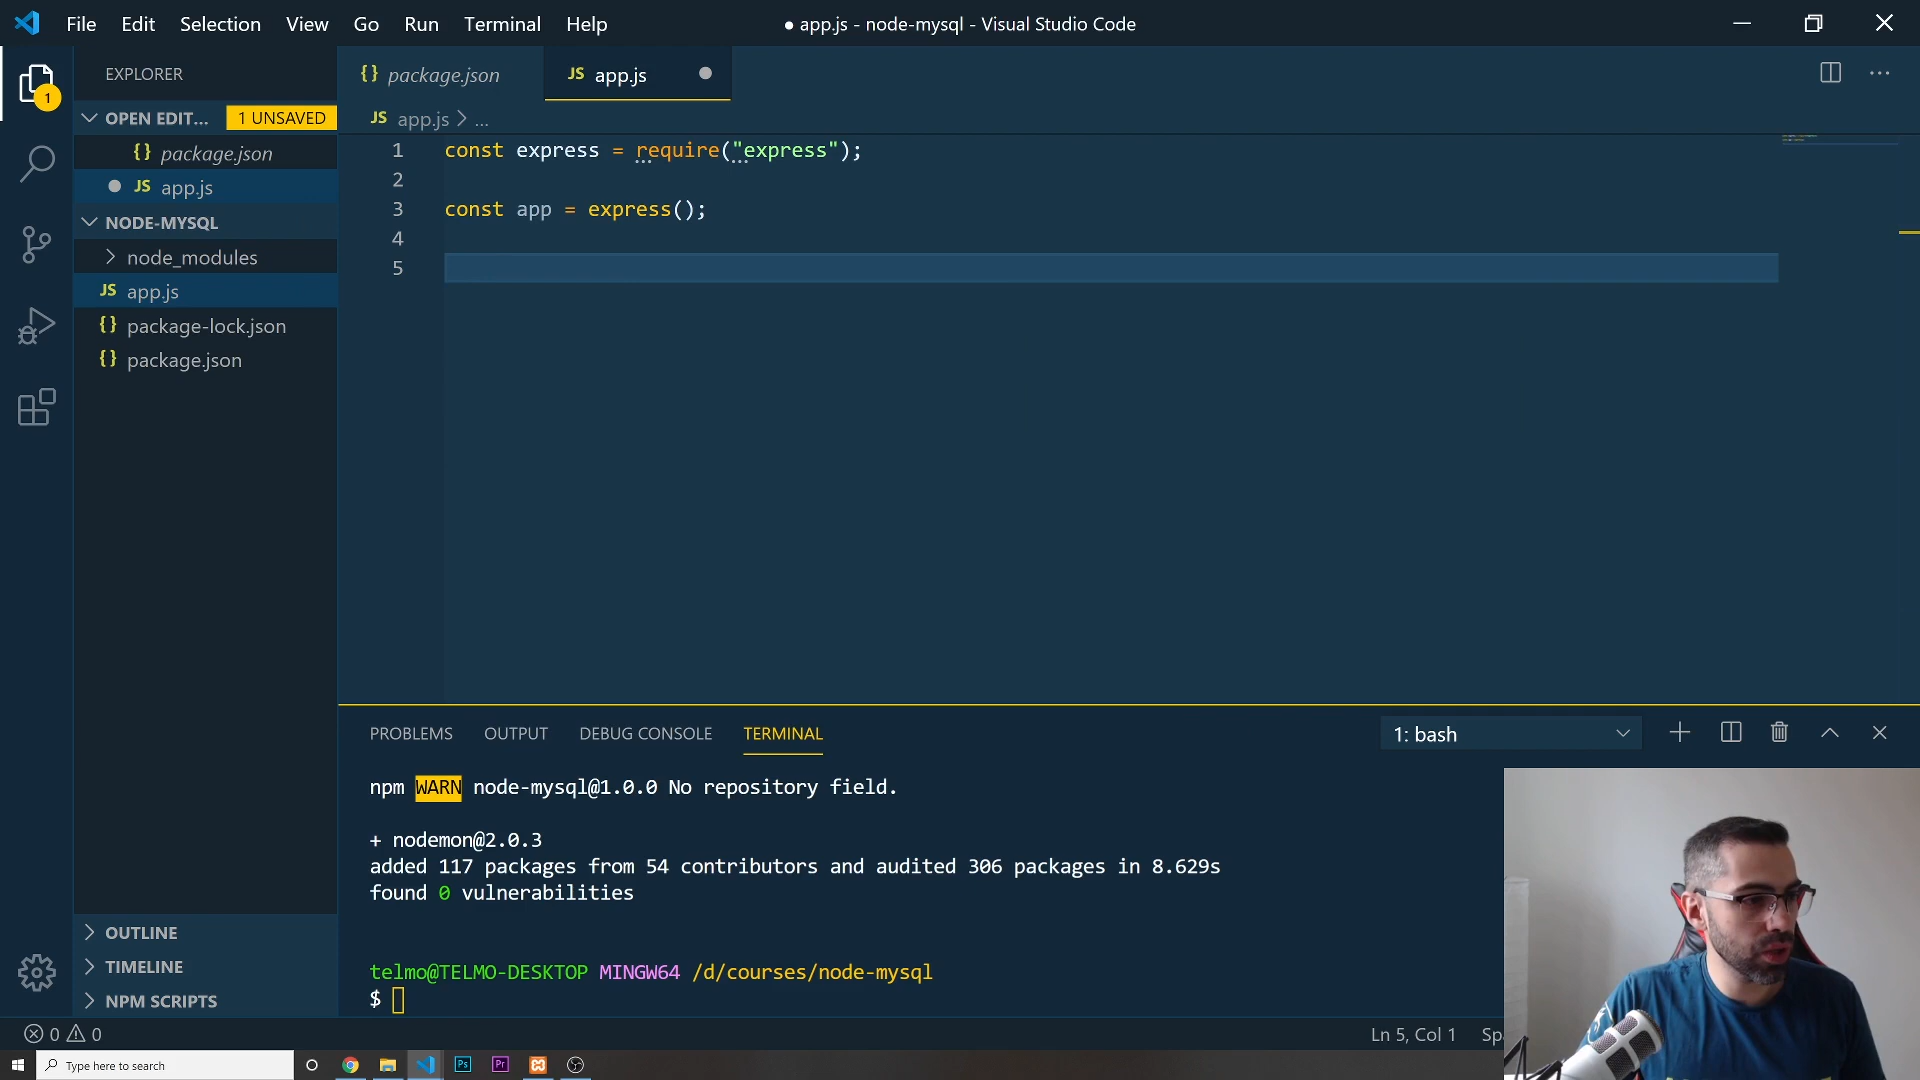 File Edit Selection View Go Run Terminal Help
● app.js - node-mysql - Visual Studio Code
1
EXPLORER
OPEN EDIT... 1 UNSAVED
{} package.json
JS app.js
NODE-MYSQL
node_modules
JS app.js
{} package-lock.json
{} package.json
OUTLINE
TIMELINE
NPM SCRIPTS
{} package.json
JS app.js
JS app.js > ...
1 const express = require("express");
2
3 const app = express();
4
5
PROBLEMS OUTPUT DEBUG CONSOLE TERMINAL
1: bash
npm WARN node-mysql@1.0.0 No repository field.
+ nodemon@2.0.3
added 117 packages from 54 contributors and audited 306 packages in 8.629s
found 0 vulnerabilities
telmo@TELMO-DESKTOP MINGW64 /d/courses/node-mysql
$
0 0
Ln 5, Col 1
Type here to search
Ps
Pr